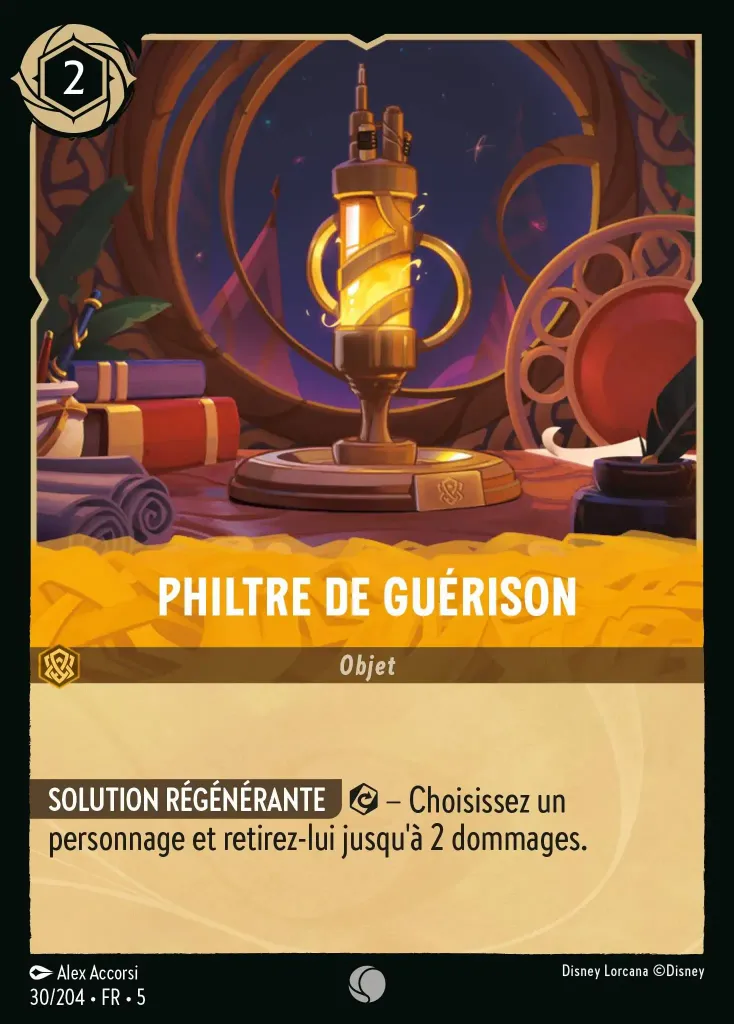 2
PHILTRE DE GUÉRISON
Objet
SOLUTION RÉGÉNÉRANTE – Choisissez un
personnage et retirez-lui jusqu'à 2 dommages.
Alex Accorsi
Disney Lorcana ©Disney
30/204 • FR • 5